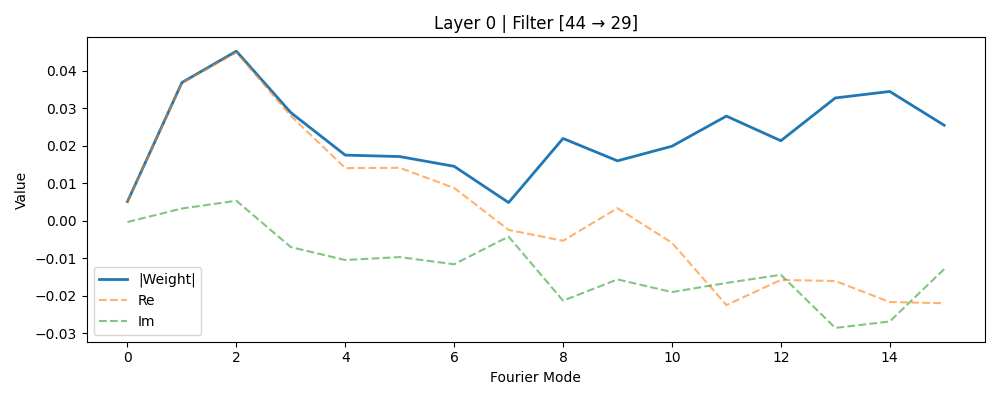 Layer 0 | Filter [44 → 29]
Value
0.04
0.03
0.02
0.01
0.00
−0.01
−0.02
−0.03
|Weight|
Re
Im
0 2 4 6 8 10 12 14
Fourier Mode